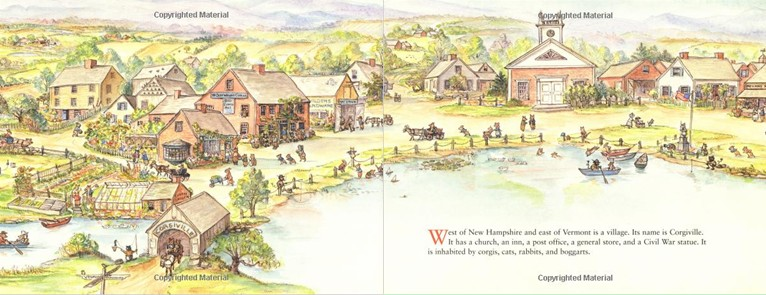 Copyrighted Material
Copyrighted Material
CORGIVILLE
West of New Hampshire and east of Vermont is a village. Its name is Corgiville.
It has a church, an inn, a post office, a general store, and a Civil War statue. It
is inhabited by corgis, cats, rabbits, and boggarts.
Copyrighted Material
Copyrighted Material